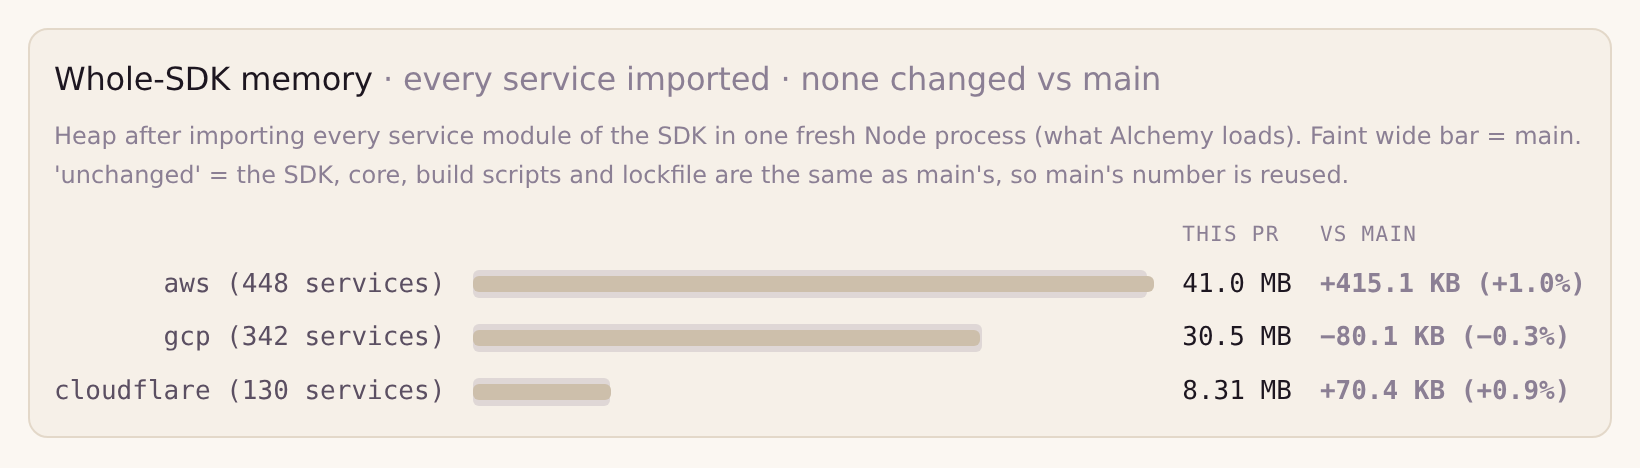 Whole-SDK memory · every service imported · none changed vs main
Heap after importing every service module of the SDK in one fresh Node process (what Alchemy loads). Faint wide bar = main.
'unchanged' = the SDK, core, build scripts and lockfile are the same as main's, so main's number is reused.
THIS PR VS MAIN
aws (448 services) 41.0 MB +415.1 KB (+1.0%)
gcp (342 services) 30.5 MB −80.1 KB (−0.3%)
cloudflare (130 services) 8.31 MB +70.4 KB (+0.9%)